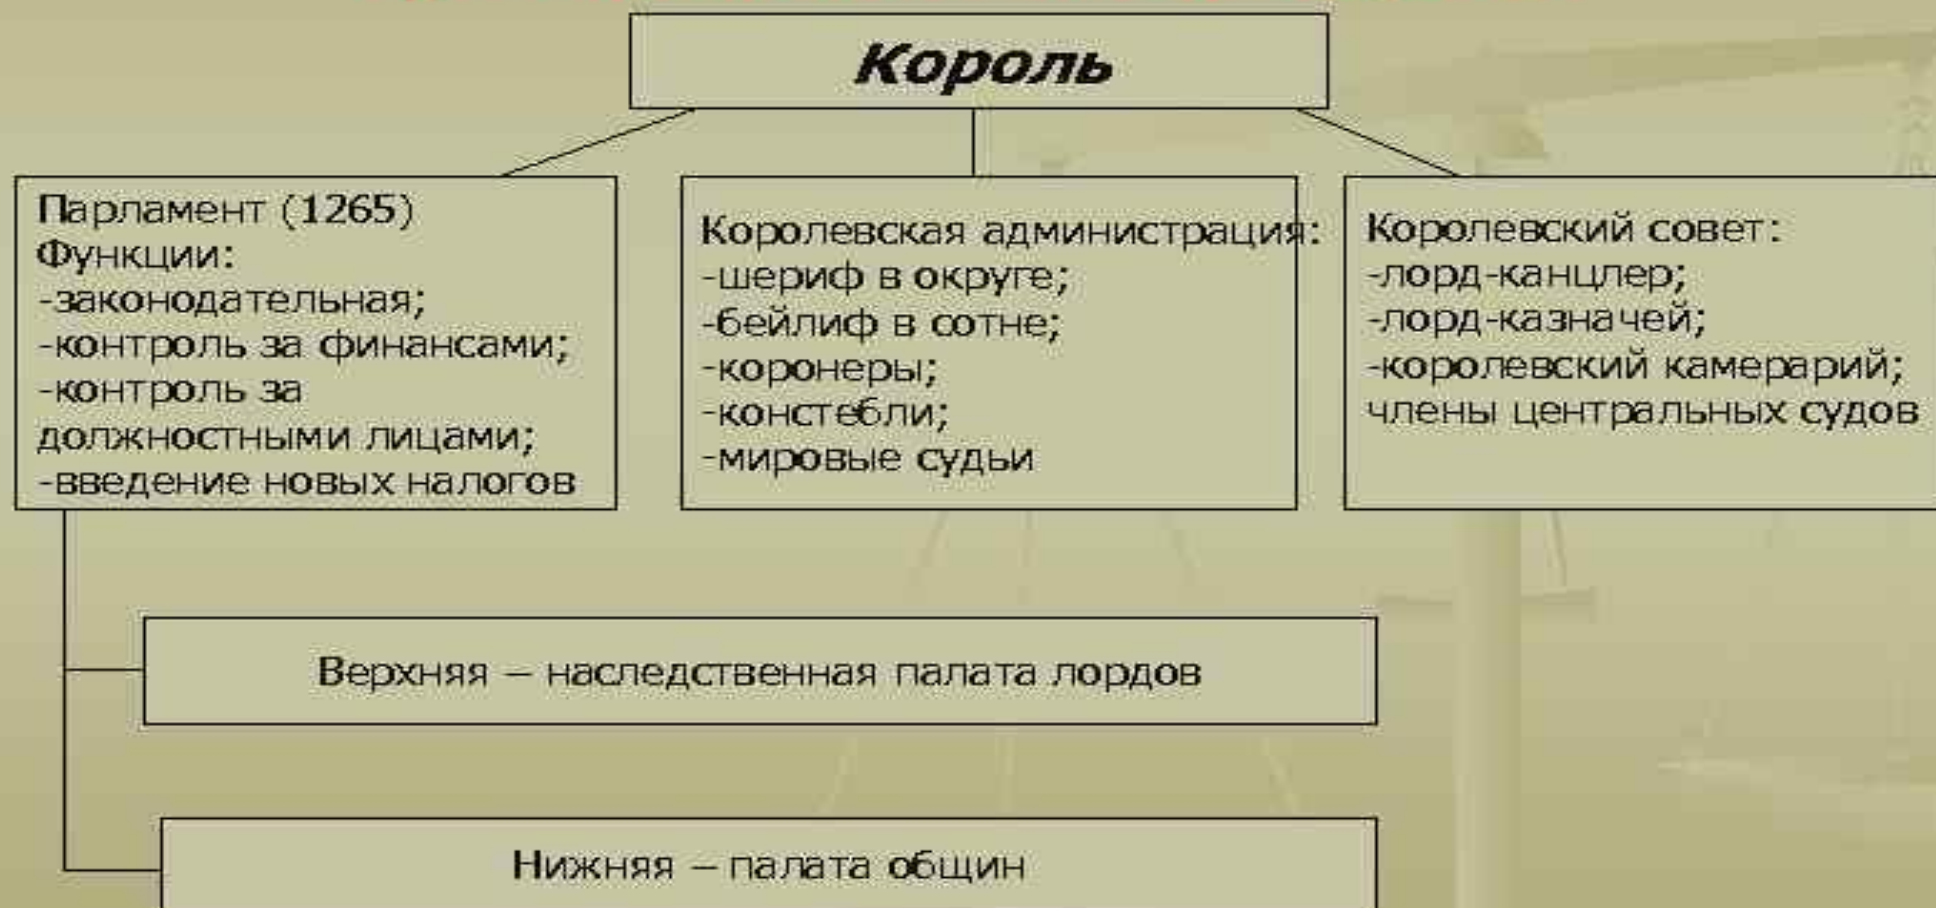 Король
Парламент (1265)
Функции:
-законодательная;
-контроль за финансами;
-контроль за
должностными лицами;
-введение новых налогов
Королевская администрация:
-шериф в округе;
-бейлиф в сотне;
-коронеры;
-констебли;
-мировые судьи
Королевский совет:
-лорд-канцлер;
-лорд-казначей;
-королевский камерарий;
члены центральных судов
Верхняя – наследственная палата лордов
Нижняя – палата общин